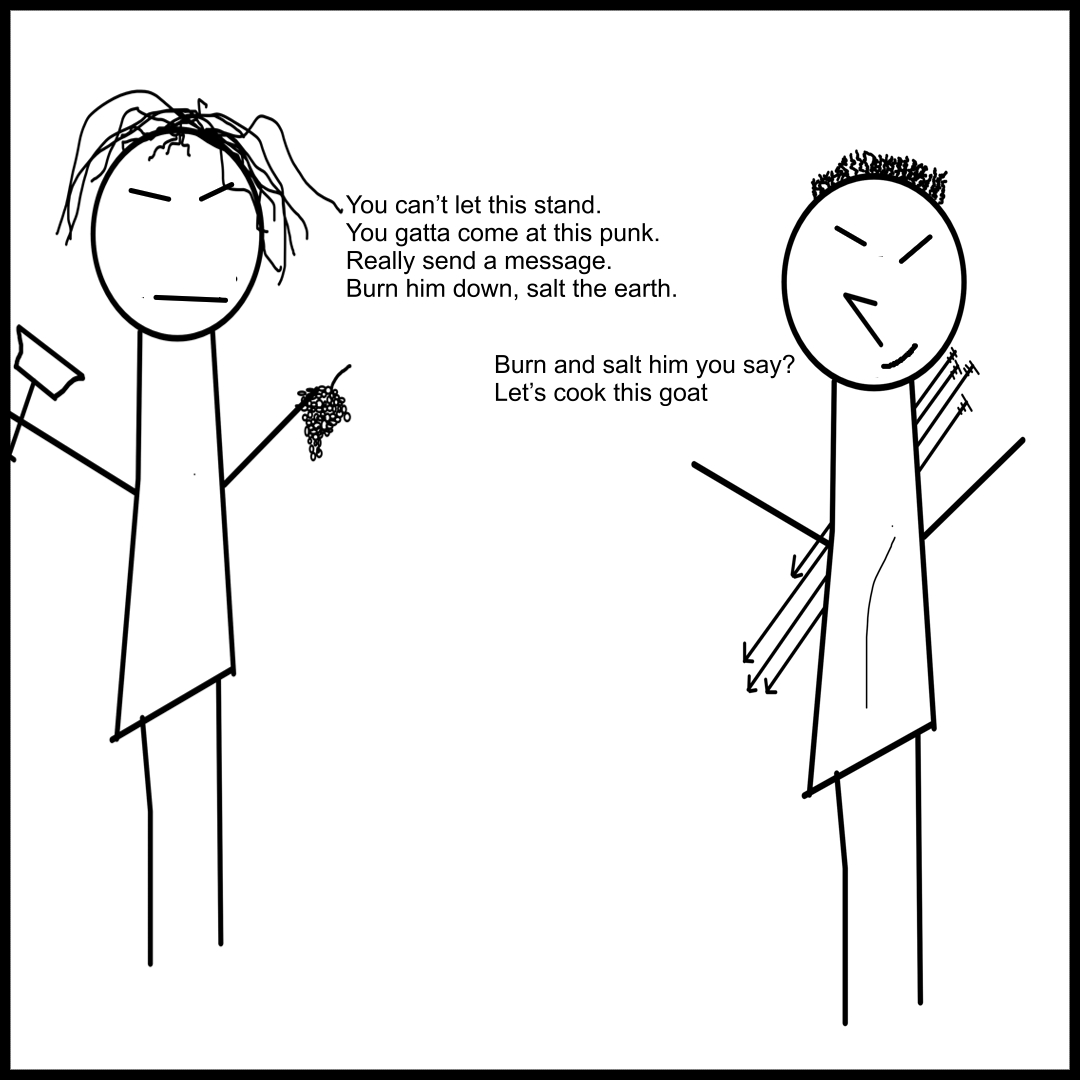 You can’t let this stand.
You gatta come at this punk.
Really send a message.
Burn him down, salt the earth.
Burn and salt him you say?
Let’s cook this goat